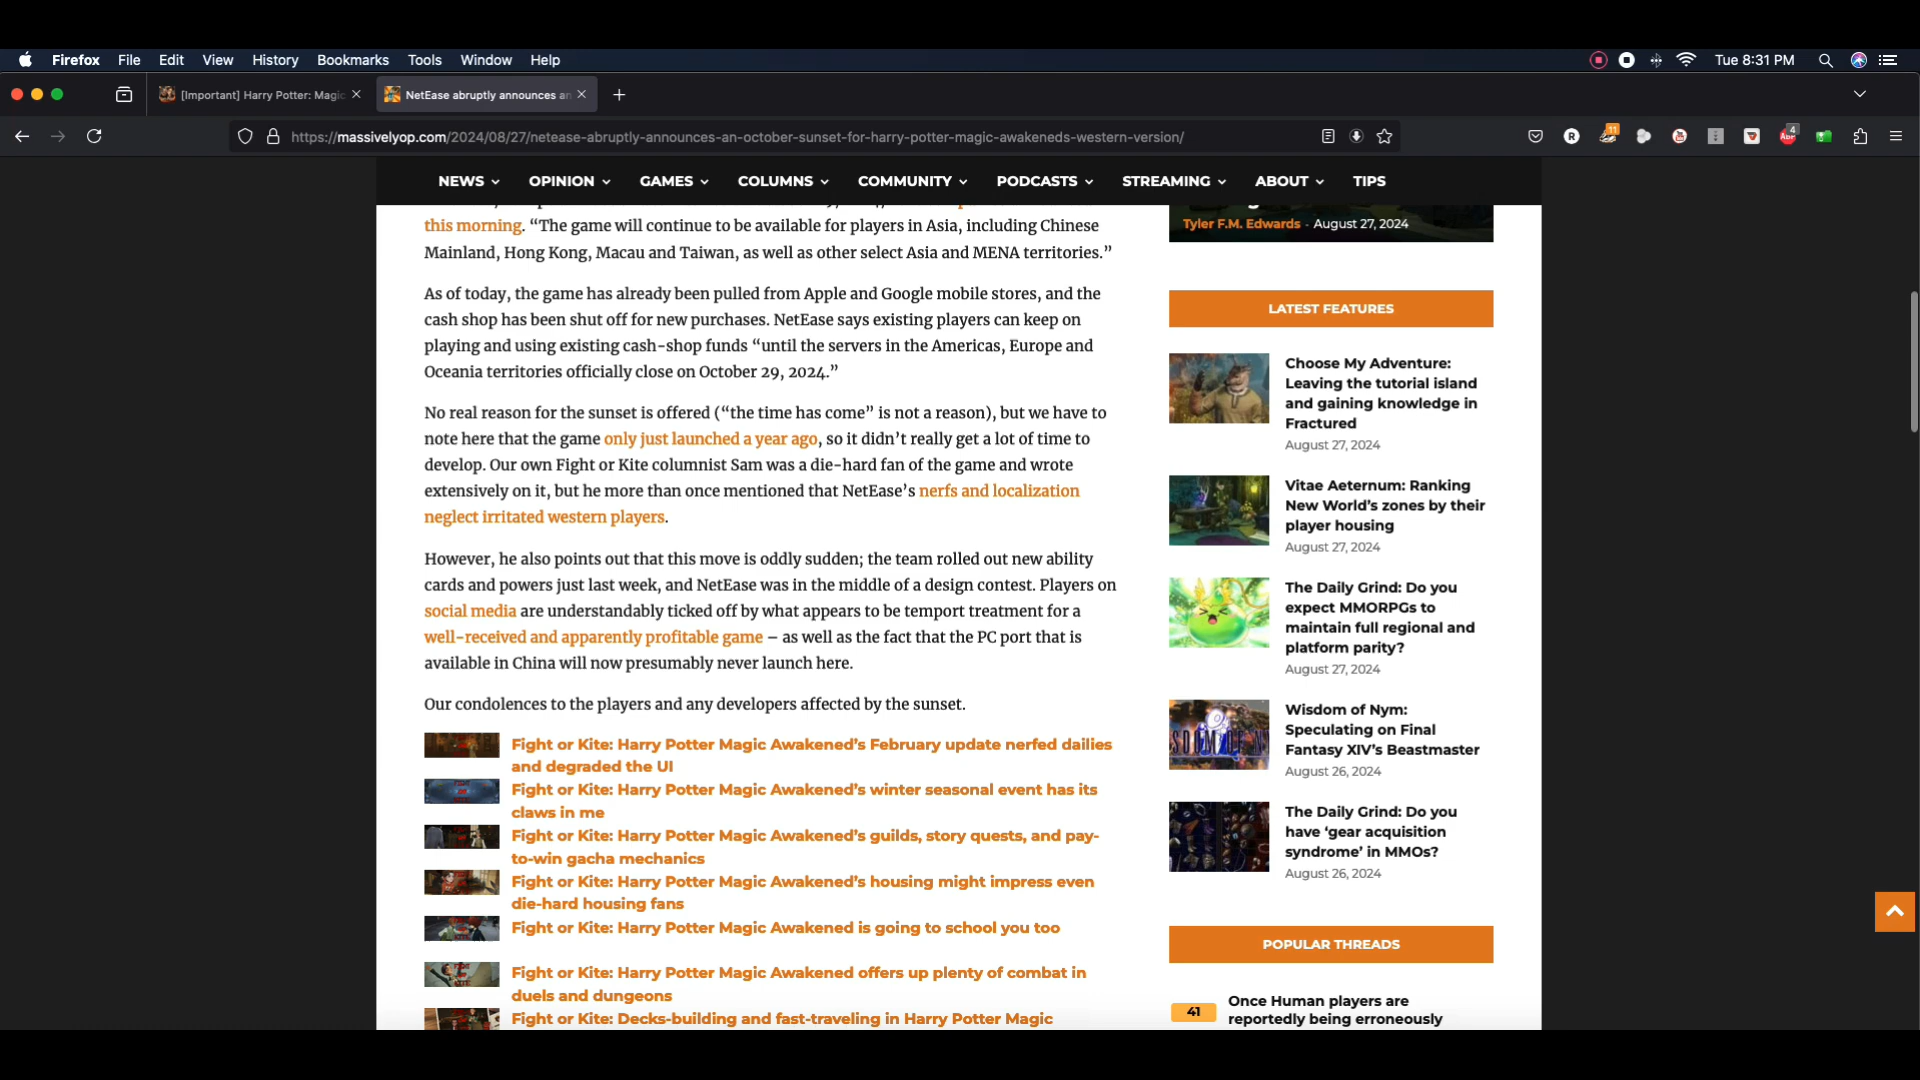 Firefox File Edit View History Bookmarks Tools Window Help
Tue 8:31 PM
[Important] Harry Potter: Magic
NetEase abruptly announces an
https://massivelyop.com/2024/08/27/netease-abruptly-announces-an-october-sunset-for-harry-potter-magic-awakeneds-western-version/
R
11
4
NEWS OPINION GAMES COLUMNS COMMUNITY PODCASTS STREAMING ABOUT TIPS
this morning. “The game will continue to be available for players in Asia, including Chinese
Mainland, Hong Kong, Macau and Taiwan, as well as other select Asia and MENA territories.”
As of today, the game has already been pulled from Apple and Google mobile stores, and the
cash shop has been shut off for new purchases. NetEase says existing players can keep on
playing and using existing cash-shop funds “until the servers in the Americas, Europe and
Oceania territories officially close on October 29, 2024.”
No real reason for the sunset is offered (“the time has come” is not a reason), but we have to
note here that the game only just launched a year ago, so it didn’t really get a lot of time to
develop. Our own Fight or Kite columnist Sam was a die-hard fan of the game and wrote
extensively on it, but he more than once mentioned that NetEase’s nerfs and localization
neglect irritated western players.
However, he also points out that this move is oddly sudden; the team rolled out new ability
cards and powers just last week, and NetEase was in the middle of a design contest. Players on
social media are understandably ticked off by what appears to be temport treatment for a
well-received and apparently profitable game – as well as the fact that the PC port that is
available in China will now presumably never launch here.
Our condolences to the players and any developers affected by the sunset.
Fight or Kite: Harry Potter Magic Awakened’s February update nerfed dailies
and degraded the UI
Fight or Kite: Harry Potter Magic Awakened’s winter seasonal event has its
claws in me
Fight or Kite: Harry Potter Magic Awakened’s guilds, story quests, and pay-
to-win gacha mechanics
Fight or Kite: Harry Potter Magic Awakened’s housing might impress even
die-hard housing fans
Fight or Kite: Harry Potter Magic Awakened is going to school you too
Fight or Kite: Harry Potter Magic Awakened offers up plenty of combat in
duels and dungeons
Fight or Kite: Decks-building and fast-traveling in Harry Potter Magic
Tyler F.M. Edwards - August 27, 2024
LATEST FEATURES
Choose My Adventure:
Leaving the tutorial island
and gaining knowledge in
Fractured
August 27, 2024
Vitae Aeternum: Ranking
New World’s zones by their
player housing
August 27, 2024
The Daily Grind: Do you
expect MMORPGs to
maintain full regional and
platform parity?
August 27, 2024
Wisdom of Nym:
Speculating on Final
Fantasy XIV’s Beastmaster
August 26, 2024
The Daily Grind: Do you
have ‘gear acquisition
syndrome’ in MMOs?
August 26, 2024
POPULAR THREADS
41
Once Human players are
reportedly being erroneously